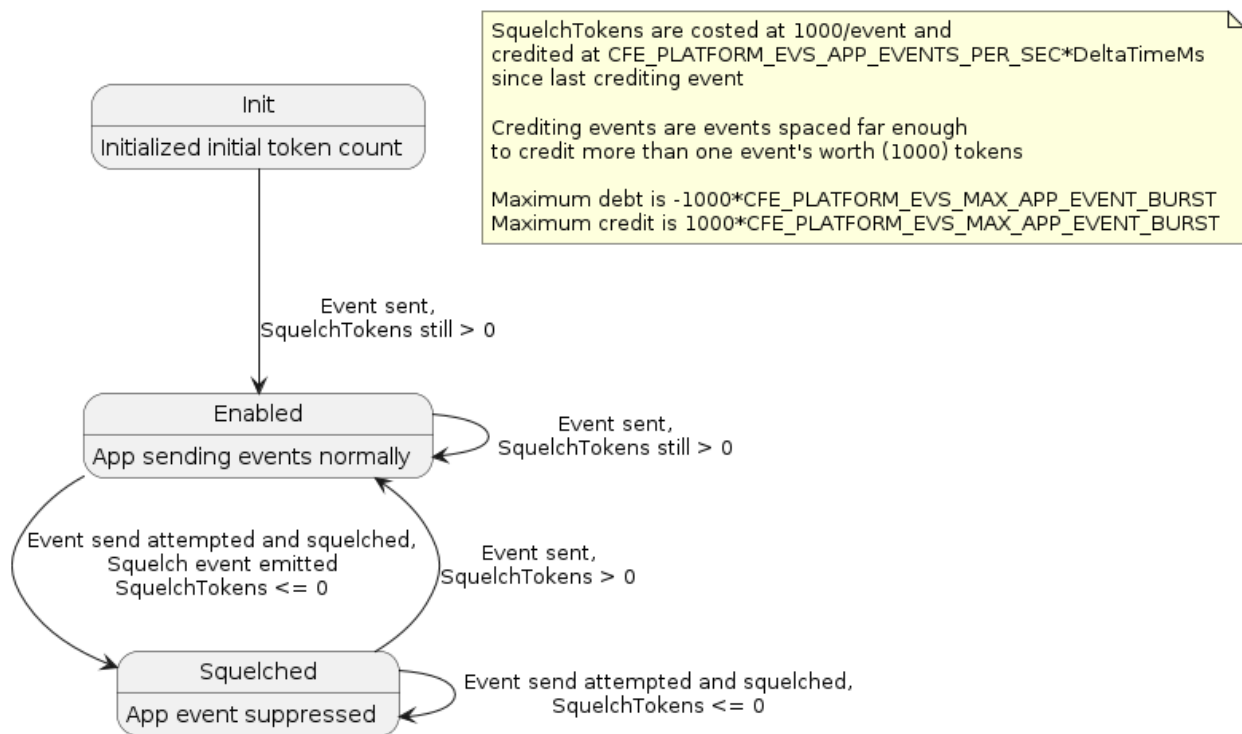 SquelchTokens are costed at 1000/event and
credited at CFE_PLATFORM_EVS_APP_EVENTS_PER_SEC*DeltaTimeMs
since last crediting event
Crediting events are events spaced far enough
to credit more than one event's worth (1000) tokens
Maximum debt is -1000*CFE_PLATFORM_EVS_MAX_APP_EVENT_BURST
Maximum credit is 1000*CFE_PLATFORM_EVS_MAX_APP_EVENT_BURST
Init
Initialized initial token count
Event sent,
SquelchTokens still > 0
Enabled
App sending events normally
Event sent,
SquelchTokens still > 0
Event send attempted and squelched,
Squelch event emitted
SquelchTokens <= 0
Event sent,
SquelchTokens > 0
Squelched
App event suppressed
Event send attempted and squelched,
SquelchTokens <= 0